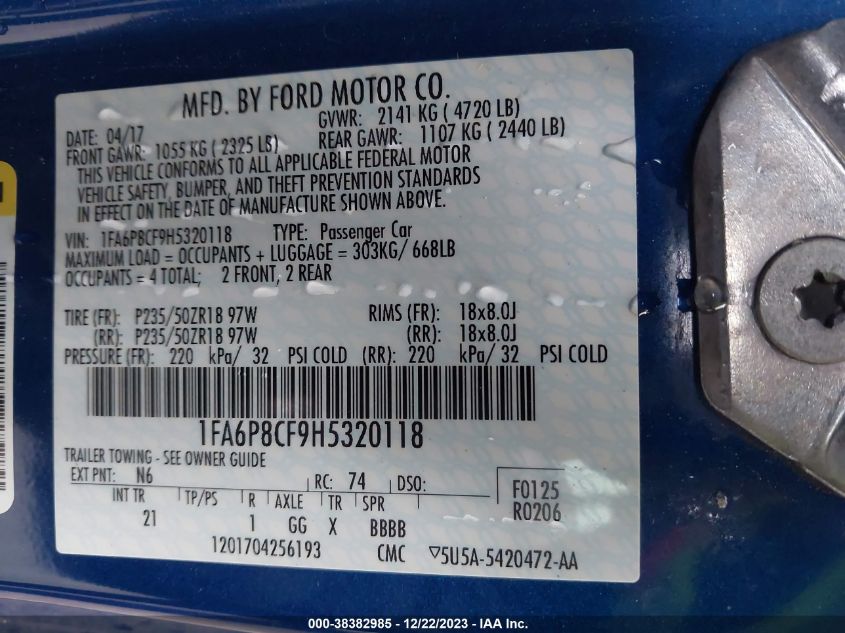 MFD. BY FORD MOTOR CO.
DATE: 04/17 GVWR: 2141 KG ( 4720 LB)
FRONT GAWR: 1055 KG ( 2325 LB) REAR GAWR: 1107 KG ( 2440 LB)
THIS VEHICLE CONFORMS TO ALL APPLICABLE FEDERAL MOTOR
VEHICLE SAFETY, BUMPER, AND THEFT PREVENTION STANDARDS
IN EFFECT ON THE DATE OF MANUFACTURE SHOWN ABOVE.
VIN: 1FA6P8CF9H5320118 TYPE: Passenger Car
MAXIMUM LOAD = OCCUPANTS + LUGGAGE = 303KG/ 668LB
OCCUPANTS = 4 TOTAL; 2 FRONT, 2 REAR
TIRE (FR): P235/50ZR18 97W RIMS (FR): 18x8.0J
(RR): P235/50ZR18 97W (RR): 18x8.0J
PRESSURE (FR): 220 kPa/ 32 PSI COLD (RR): 220 kPa/ 32 PSI COLD
1FA6P8CF9H5320118
TRAILER TOWING - SEE OWNER GUIDE
EXT PNT: N6 RC: 74 DSO: F0125
INT TR TP/PS R AXLE TR SPR R0206
21 1 GG X BBBB
1201704256193 CMC ▽5U5A-5420472-AA
000-38382985 - 12/22/2023 - IAA Inc.